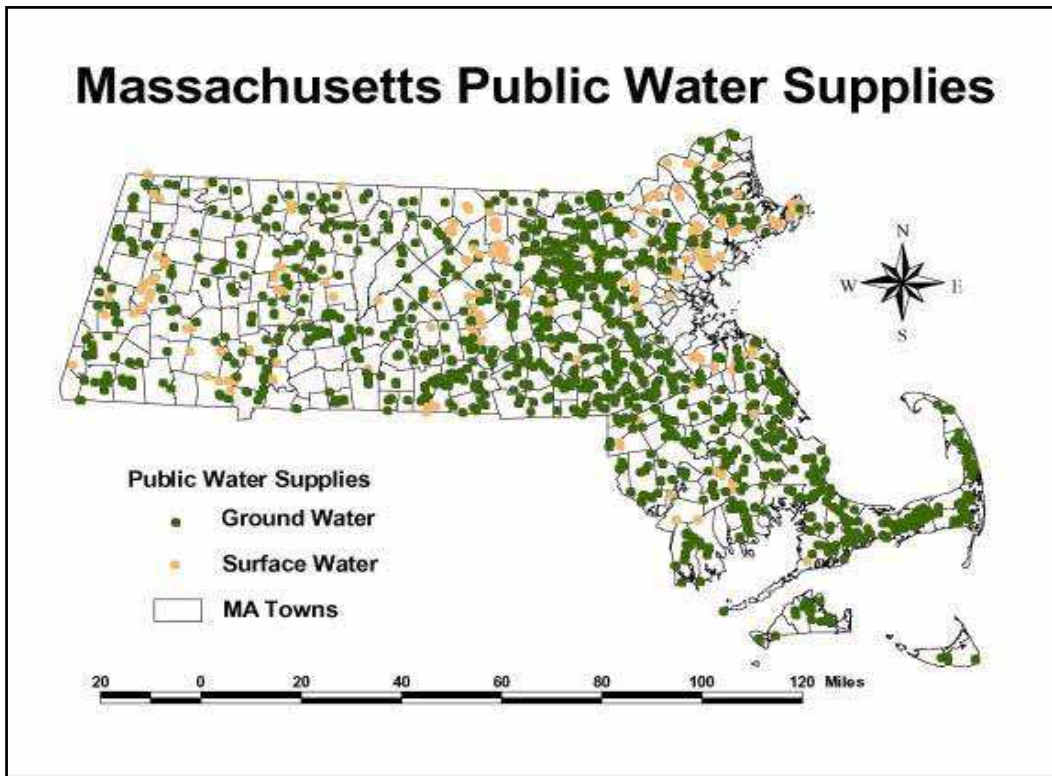 Massachusetts Public Water Supplies
N
W E
S
Public Water Supplies
Ground Water
Surface Water
MA Towns
20 0 20 40 60 80 100 120 Miles